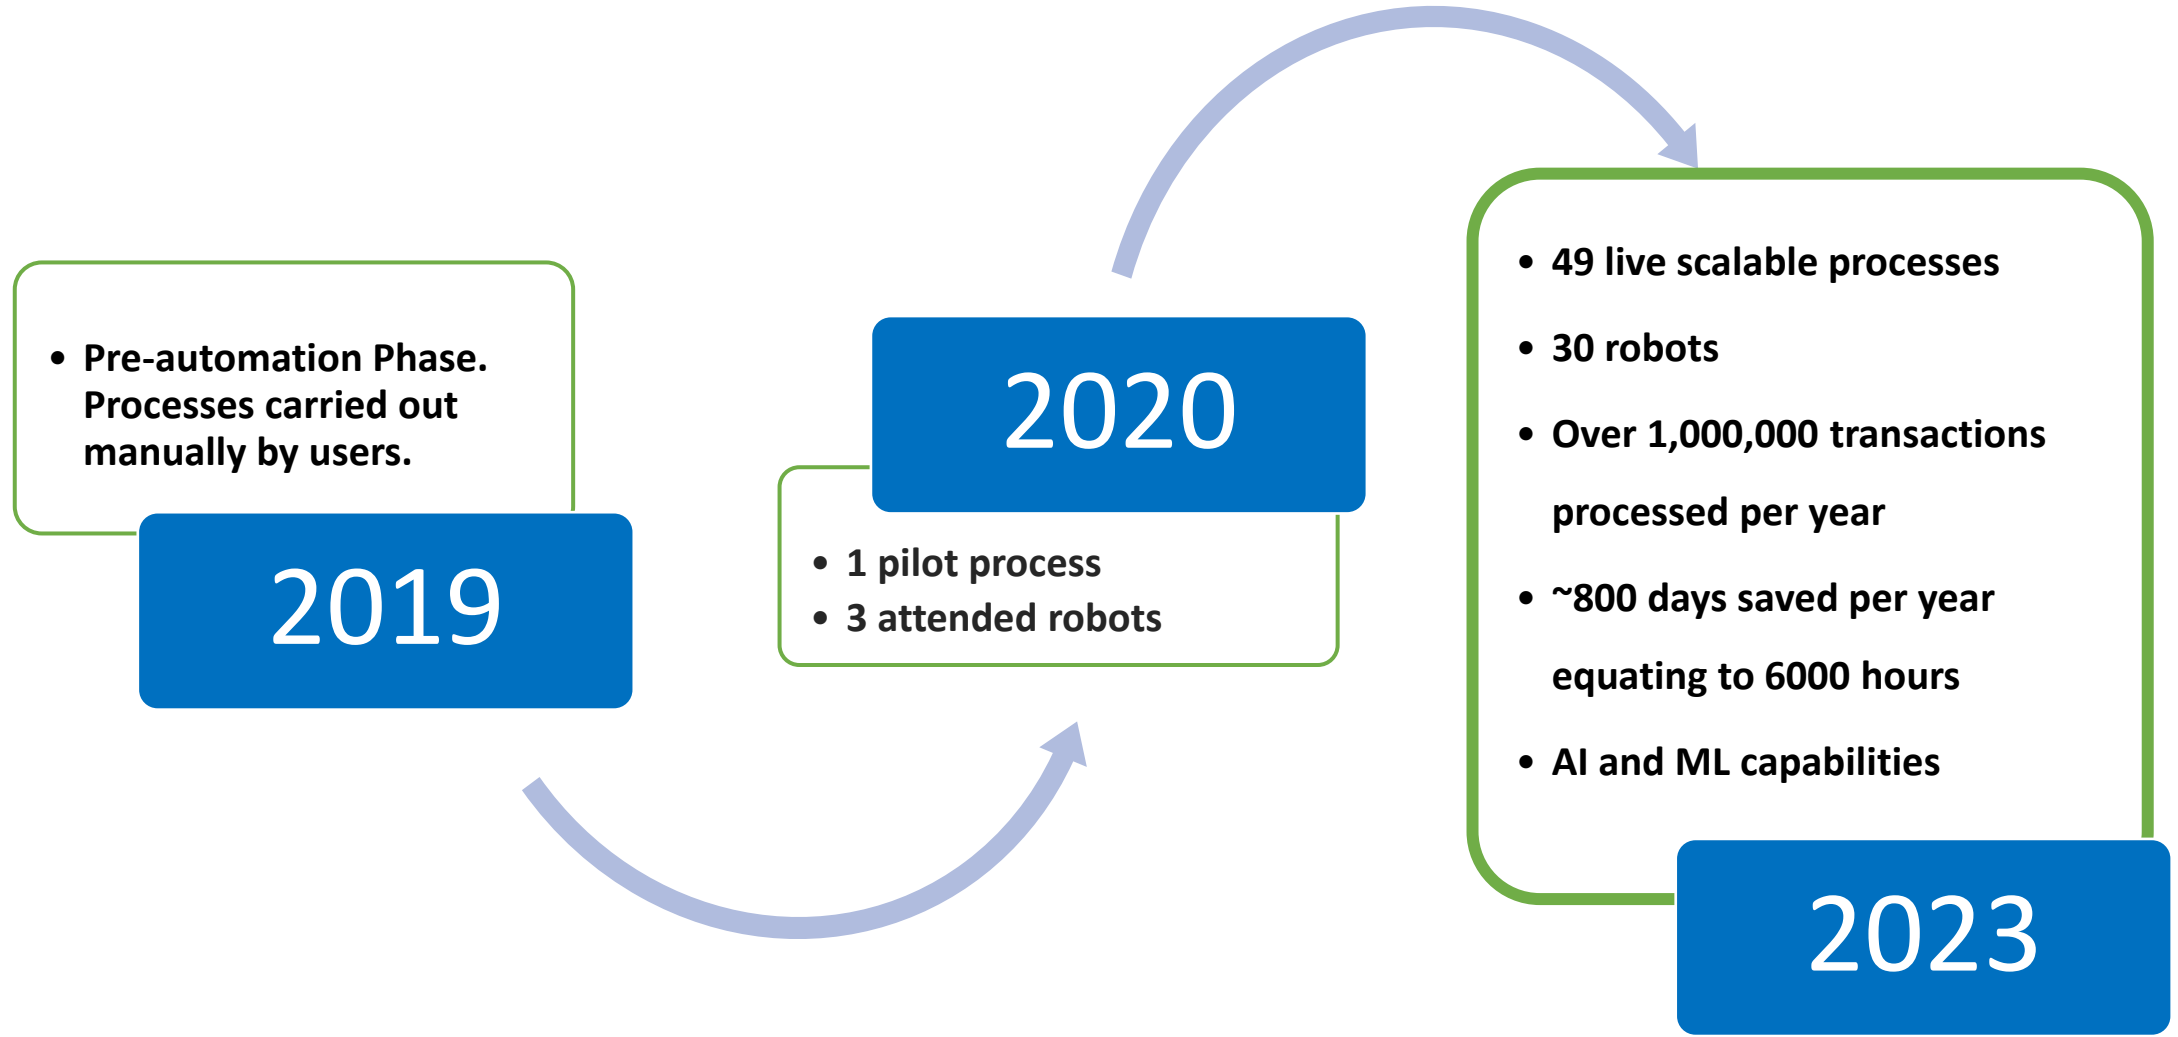 • Pre-automation Phase.
Processes carried out
manually by users.
2019
2020
• 1 pilot process
• 3 attended robots
• 49 live scalable processes
• 30 robots
• Over 1,000,000 transactions
processed per year
• ~800 days saved per year
equating to 6000 hours
• AI and ML capabilities
2023